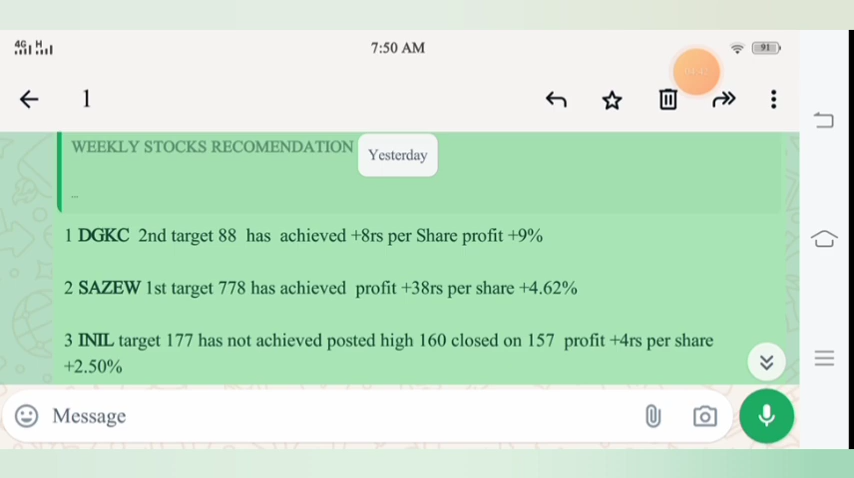 4G H
7:50 AM
91
1
WEEKLY STOCKS RECOMENDATION
Yesterday
...
1 DGKC 2nd target 88 has achieved +8rs per Share profit +9%
2 SAZEW 1st target 778 has achieved profit +38rs per share +4.62%
3 INIL target 177 has not achieved posted high 160 closed on 157 profit +4rs per share
+2.50%
Message